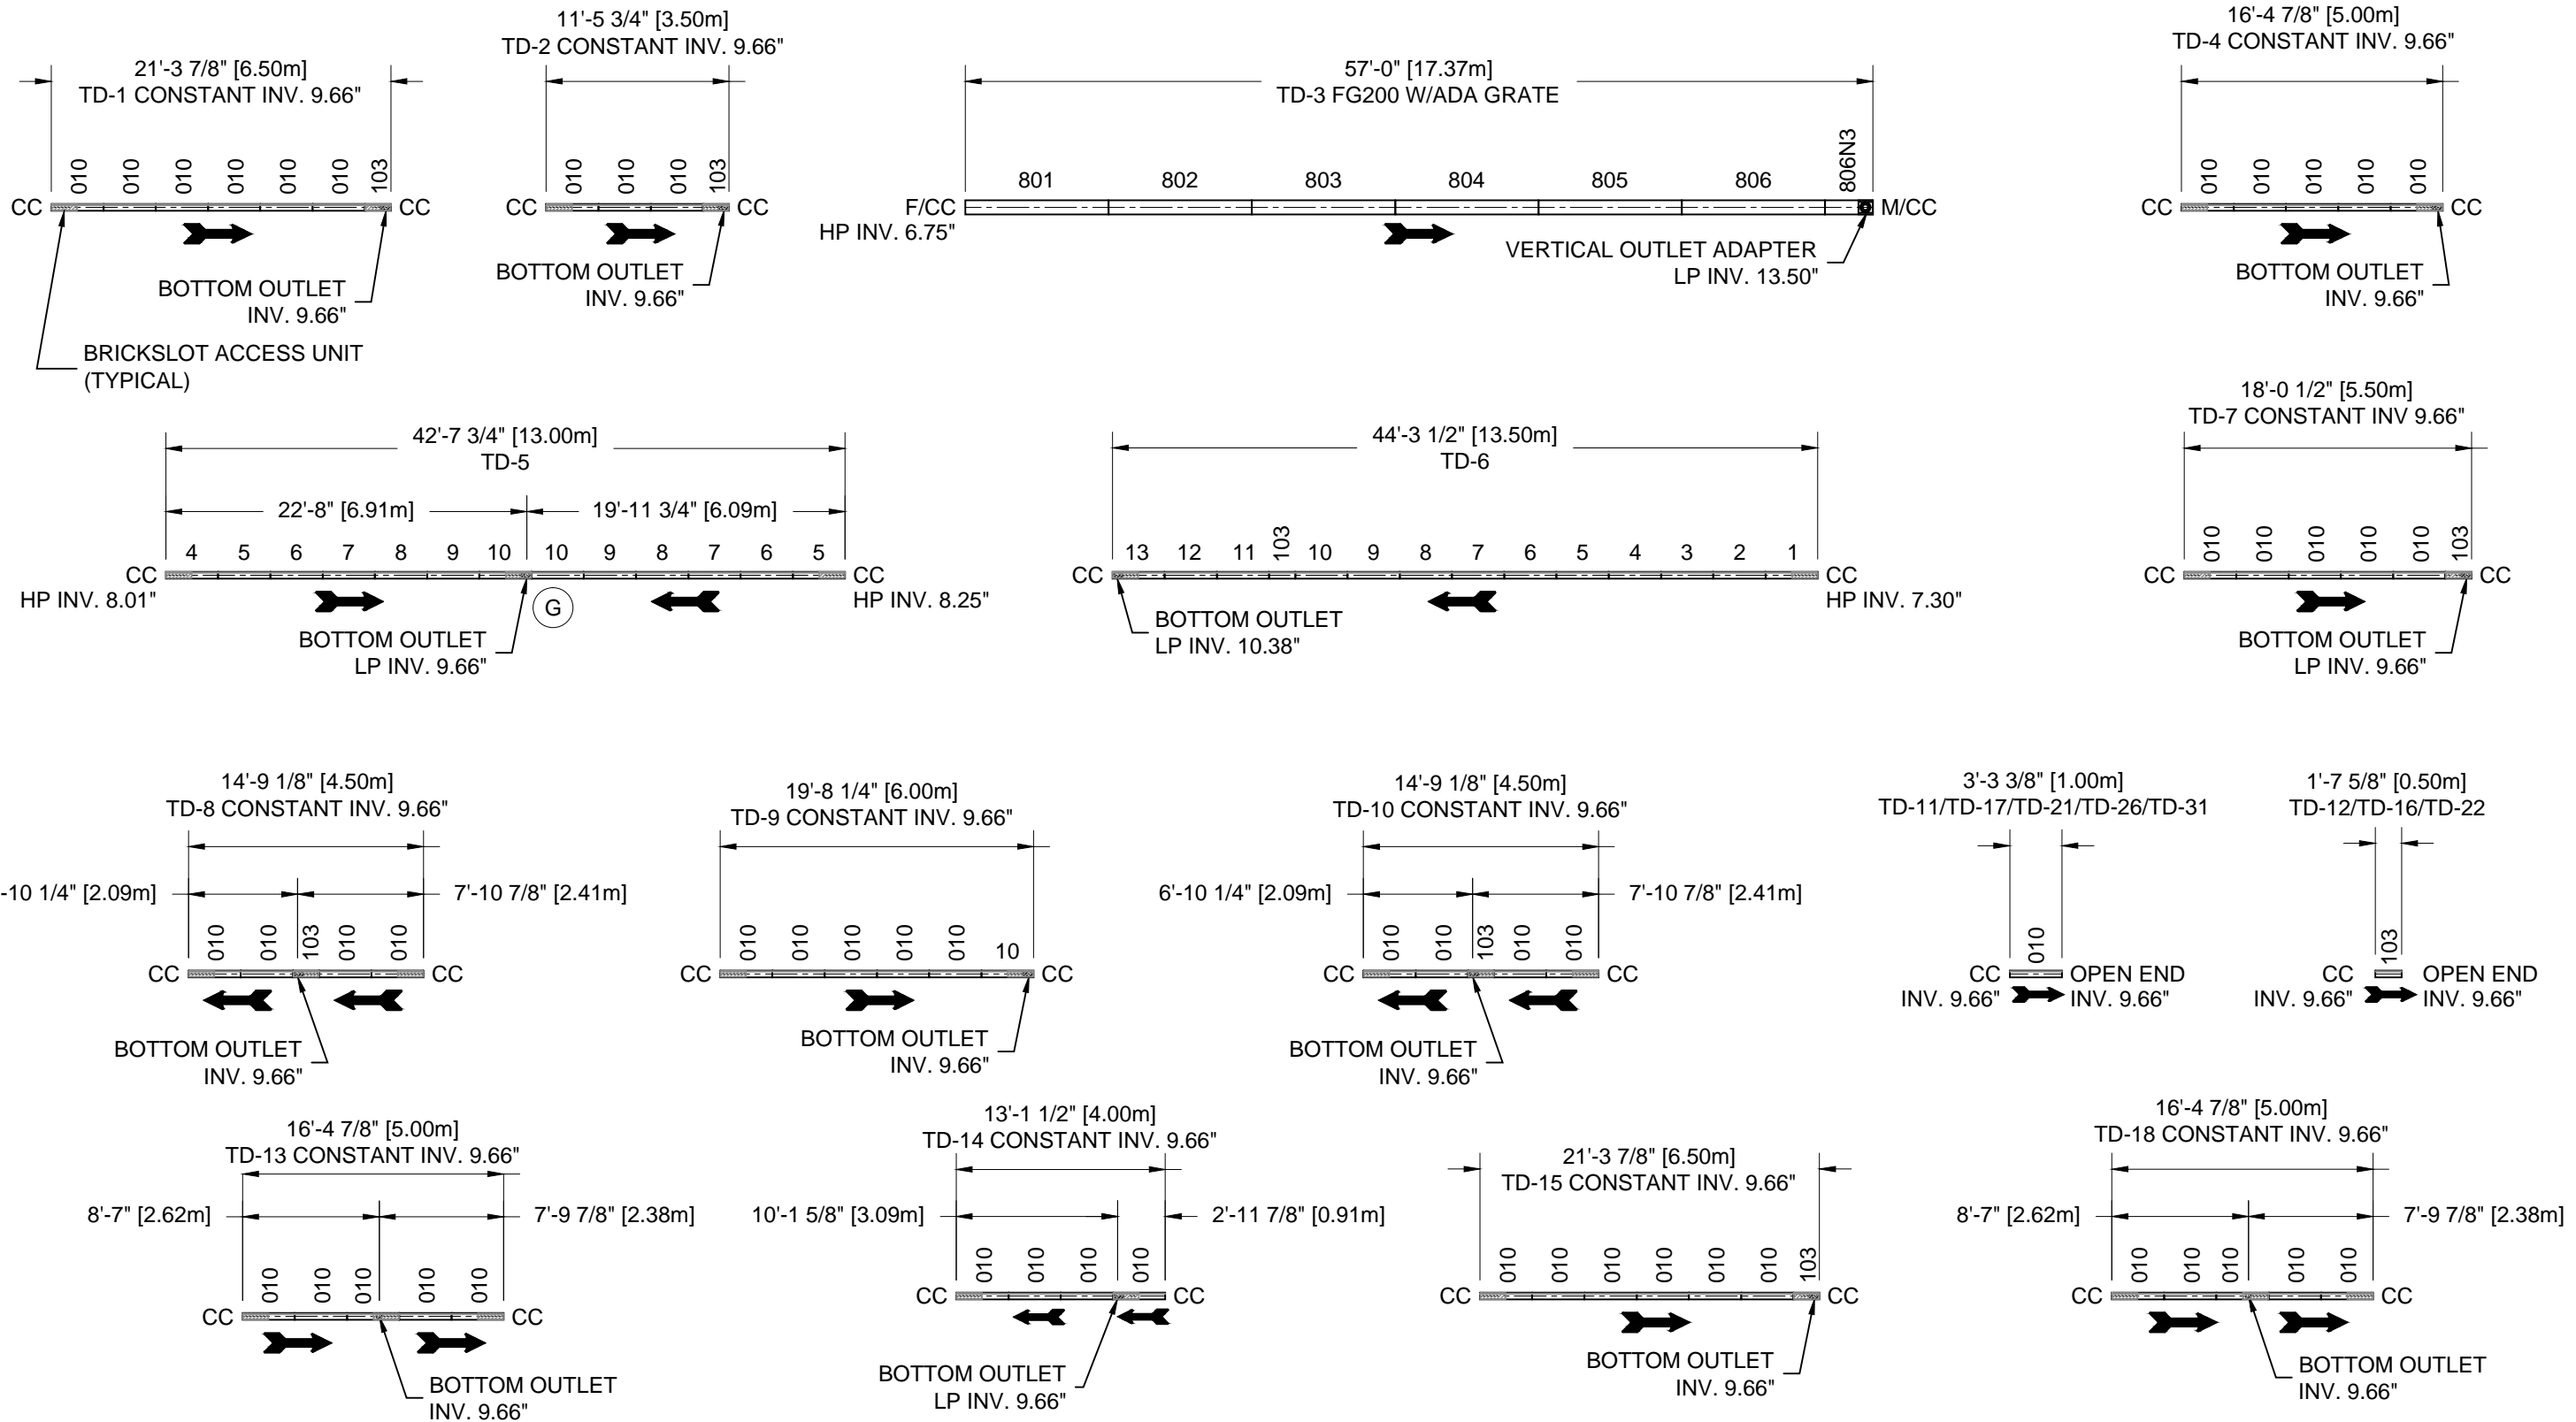 21'-3 7/8" [6.50m]
TD-1 CONSTANT INV. 9.66"
010 010 010 010 010 010 103
CC CC
BOTTOM OUTLET
INV. 9.66"
BRICKSLOT ACCESS UNIT
(TYPICAL)
11'-5 3/4" [3.50m]
TD-2 CONSTANT INV. 9.66"
010 010 010 103
CC CC
BOTTOM OUTLET
INV. 9.66"
57'-0" [17.37m]
TD-3 FG200 W/ADA GRATE
801 802 803 804 805 806 806N3
F/CC M/CC
HP INV. 6.75"
VERTICAL OUTLET ADAPTER
LP INV. 13.50"
16'-4 7/8" [5.00m]
TD-4 CONSTANT INV. 9.66"
010 010 010 010 010
CC CC
BOTTOM OUTLET
INV. 9.66"
42'-7 3/4" [13.00m]
TD-5
22'-8" [6.91m] 19'-11 3/4" [6.09m]
4 5 6 7 8 9 10 10 9 8 7 6 5
CC CC
HP INV. 8.01" HP INV. 8.25"
G
BOTTOM OUTLET
LP INV. 9.66"
44'-3 1/2" [13.50m]
TD-6
13 12 11 103 10 9 8 7 6 5 4 3 2 1
CC CC
HP INV. 7.30"
BOTTOM OUTLET
LP INV. 10.38"
18'-0 1/2" [5.50m]
TD-7 CONSTANT INV 9.66"
010 010 010 010 010 103
CC CC
BOTTOM OUTLET
LP INV. 9.66"
14'-9 1/8" [4.50m]
TD-8 CONSTANT INV. 9.66"
-10 1/4" [2.09m] 7'-10 7/8" [2.41m]
010 010 103 010 010
CC CC
BOTTOM OUTLET
INV. 9.66"
19'-8 1/4" [6.00m]
TD-9 CONSTANT INV. 9.66"
010 010 010 010 010 10
CC CC
BOTTOM OUTLET
INV. 9.66"
14'-9 1/8" [4.50m]
TD-10 CONSTANT INV. 9.66"
6'-10 1/4" [2.09m] 7'-10 7/8" [2.41m]
010 010 103 010 010
CC CC
BOTTOM OUTLET
INV. 9.66"
3'-3 3/8" [1.00m]
TD-11/TD-17/TD-21/TD-26/TD-31
010
CC OPEN END
INV. 9.66" INV. 9.66"
1'-7 5/8" [0.50m]
TD-12/TD-16/TD-22
103
CC OPEN END
INV. 9.66" INV. 9.66"
16'-4 7/8" [5.00m]
TD-13 CONSTANT INV. 9.66"
8'-7" [2.62m] 7'-9 7/8" [2.38m]
010 010 010 010 010
CC CC
BOTTOM OUTLET
INV. 9.66"
13'-1 1/2" [4.00m]
TD-14 CONSTANT INV. 9.66"
10'-1 5/8" [3.09m] 2'-11 7/8" [0.91m]
010 010 010 010
CC CC
BOTTOM OUTLET
LP INV. 9.66"
21'-3 7/8" [6.50m]
TD-15 CONSTANT INV. 9.66"
010 010 010 010 010 010 103
CC CC
BOTTOM OUTLET
INV. 9.66"
16'-4 7/8" [5.00m]
TD-18 CONSTANT INV. 9.66"
8'-7" [2.62m] 7'-9 7/8" [2.38m]
010 010 010 010 010
CC CC
BOTTOM OUTLET
INV. 9.66"